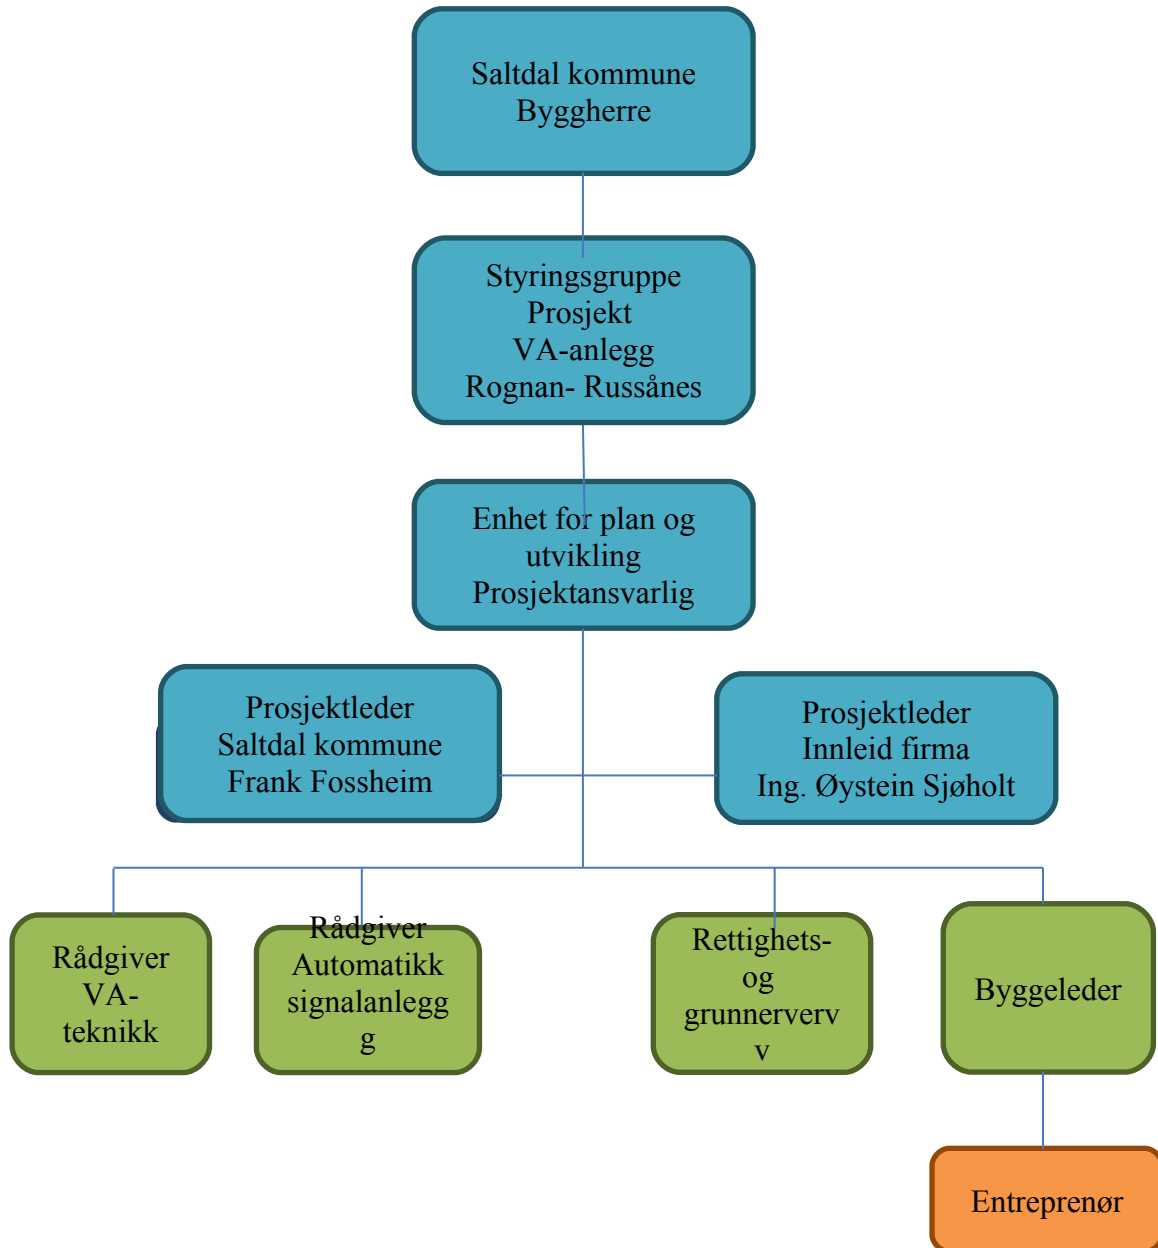 Saltdal kommune
Byggherre
Styringsgruppe
Prosjekt
VA-anlegg
Rognan- Russånes
Enhet for plan og
utvikling
Prosjektansvarlig
Prosjektleder
Saltdal kommune
Frank Fossheim
Prosjektleder
Innleid firma
Ing. Øystein Sjøholt
Rådgiver
VA-
teknikk
Rådgiver
Automatikk
signalanlegg
g
Rettighets-
og
grunnerverv
v
Byggeleder
Entreprenør